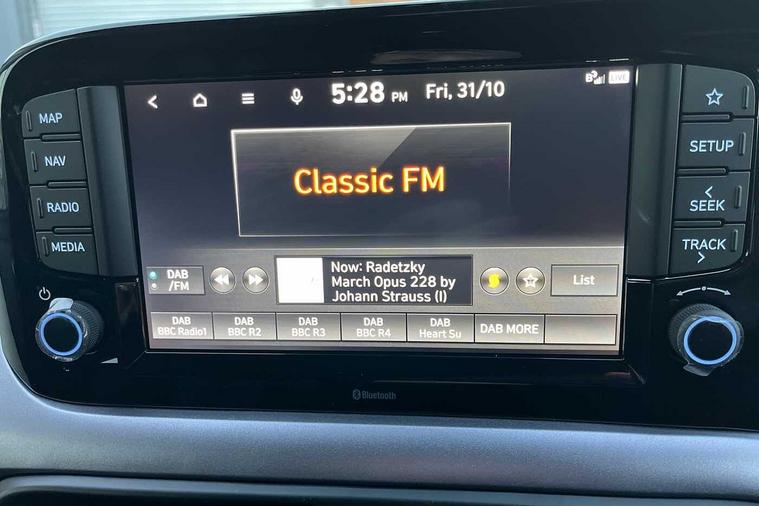 5:28 PM Fri, 31/10
LIVE
MAP
NAV
RADIO
MEDIA
Classic FM
DAB
/FM
Now: Radetzky
March Opus 228 by
Johann Strauss (I)
List
DAB
BBC Radio1
DAB
BBC R2
DAB
BBC R3
DAB
BBC R4
DAB
Heart Su
DAB MORE
SETUP
<
SEEK
TRACK
>
Bluetooth